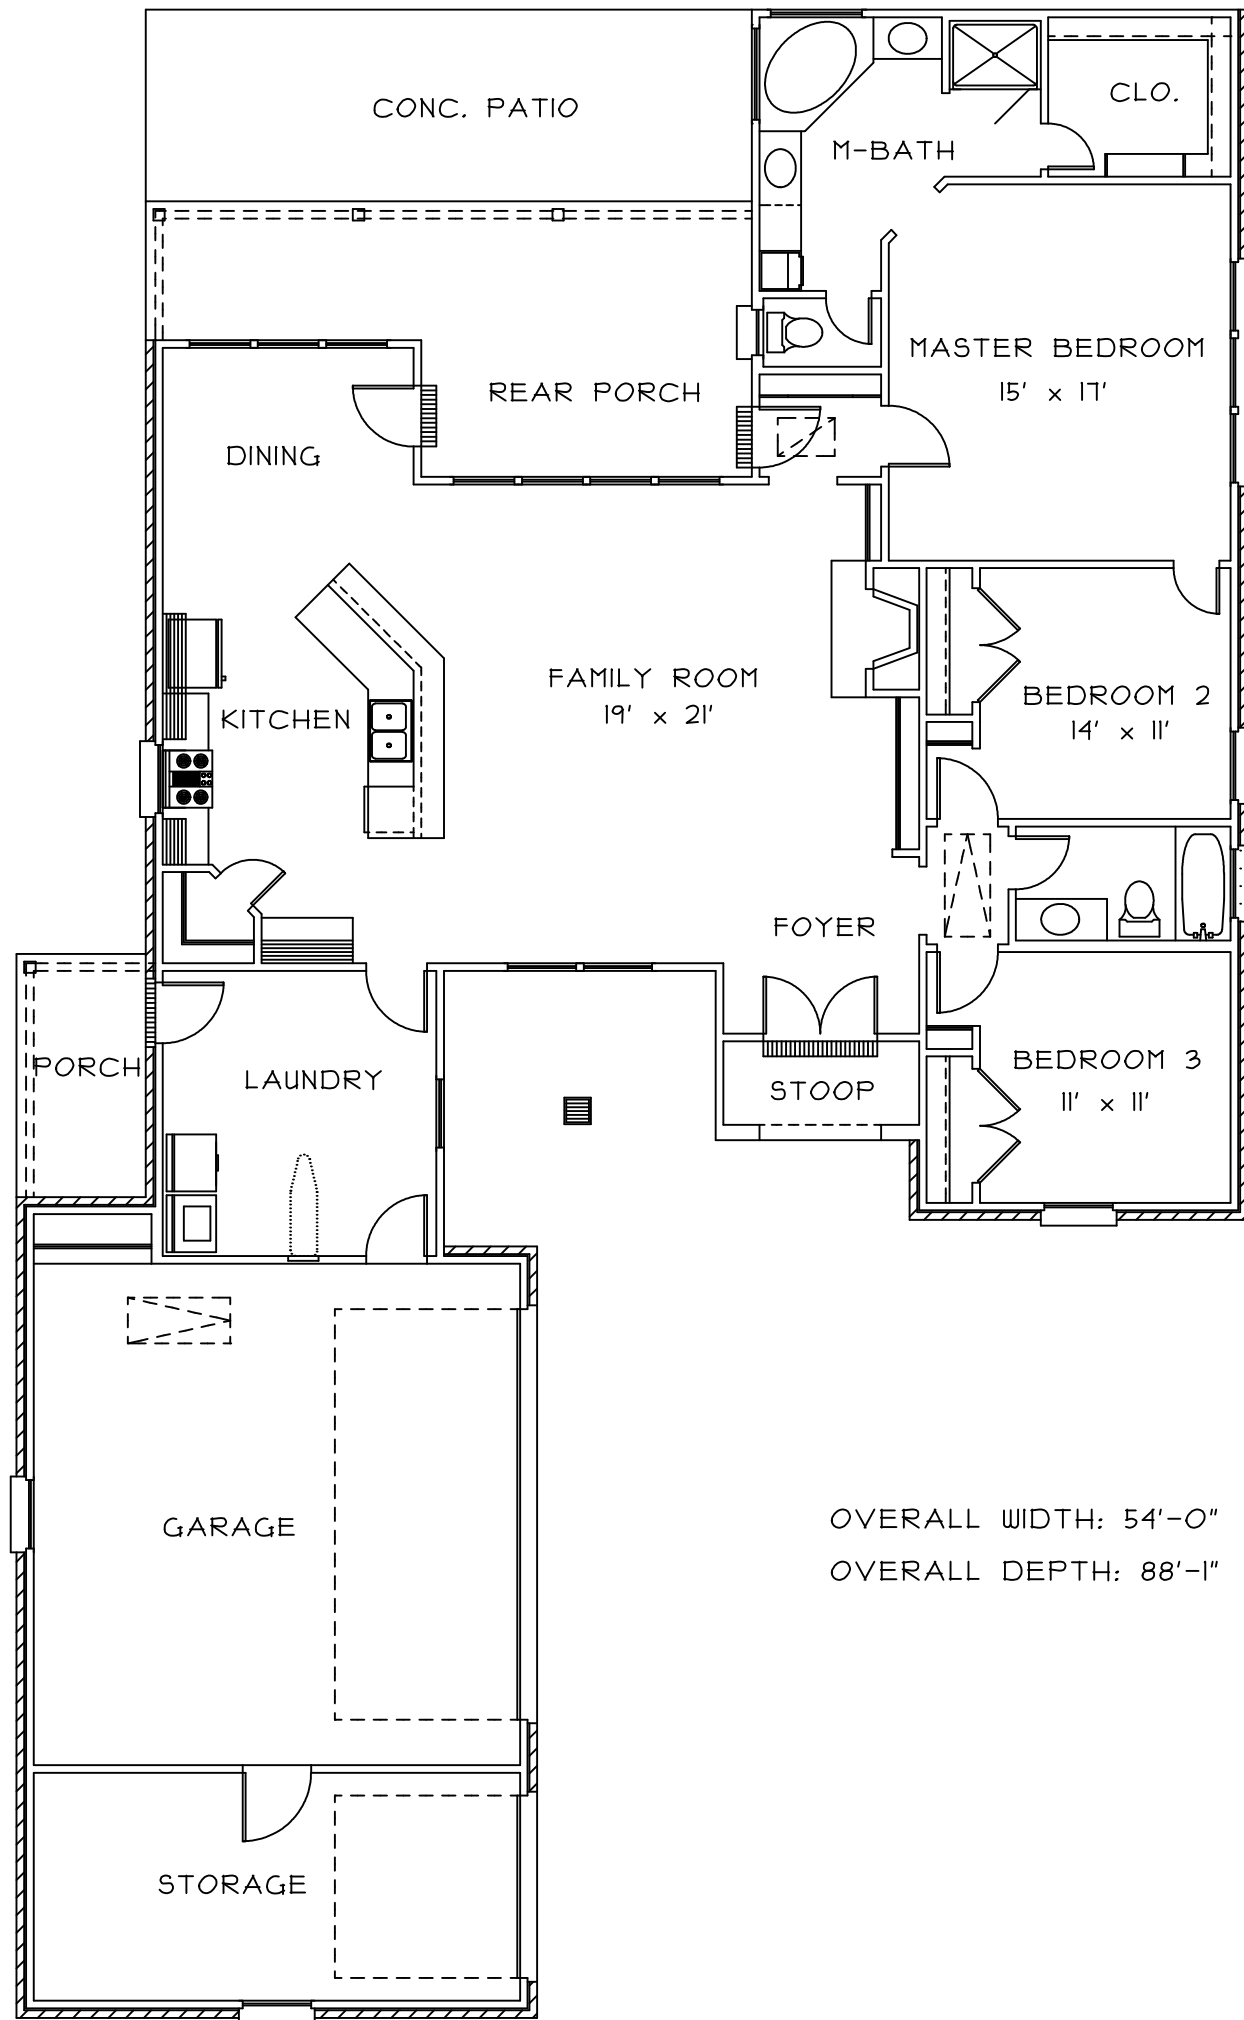 CONC. PATIO
CLO.
M-BATH
MASTER BEDROOM
15' x 17'
REAR PORCH
DINING
FAMILY ROOM
19' x 21'
KITCHEN
BEDROOM 2
14' x 11'
FOYER
PORCH
LAUNDRY
STOOP
BEDROOM 3
11' x 11'
GARAGE
OVERALL WIDTH: 54'-0"
OVERALL DEPTH: 88'-1"
STORAGE